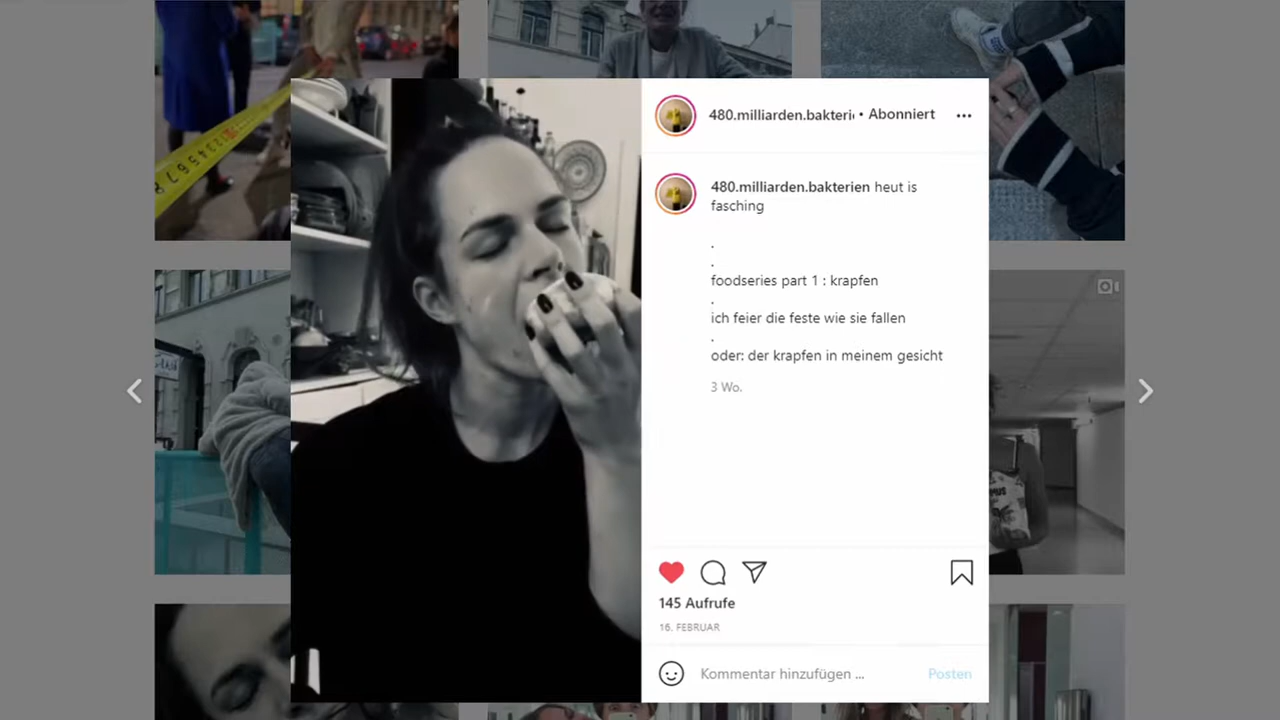 480.milliarden.bakteri • Abonniert
480.milliarden.bakterien heut is
fasching
.
.
foodseries part 1 : krapfen
.
ich feier die feste wie sie fallen
.
oder: der krapfen in meinem gesicht
3 Wo.
145 Aufrufe
16. FEBRUAR
Kommentar hinzufügen ...
Posten